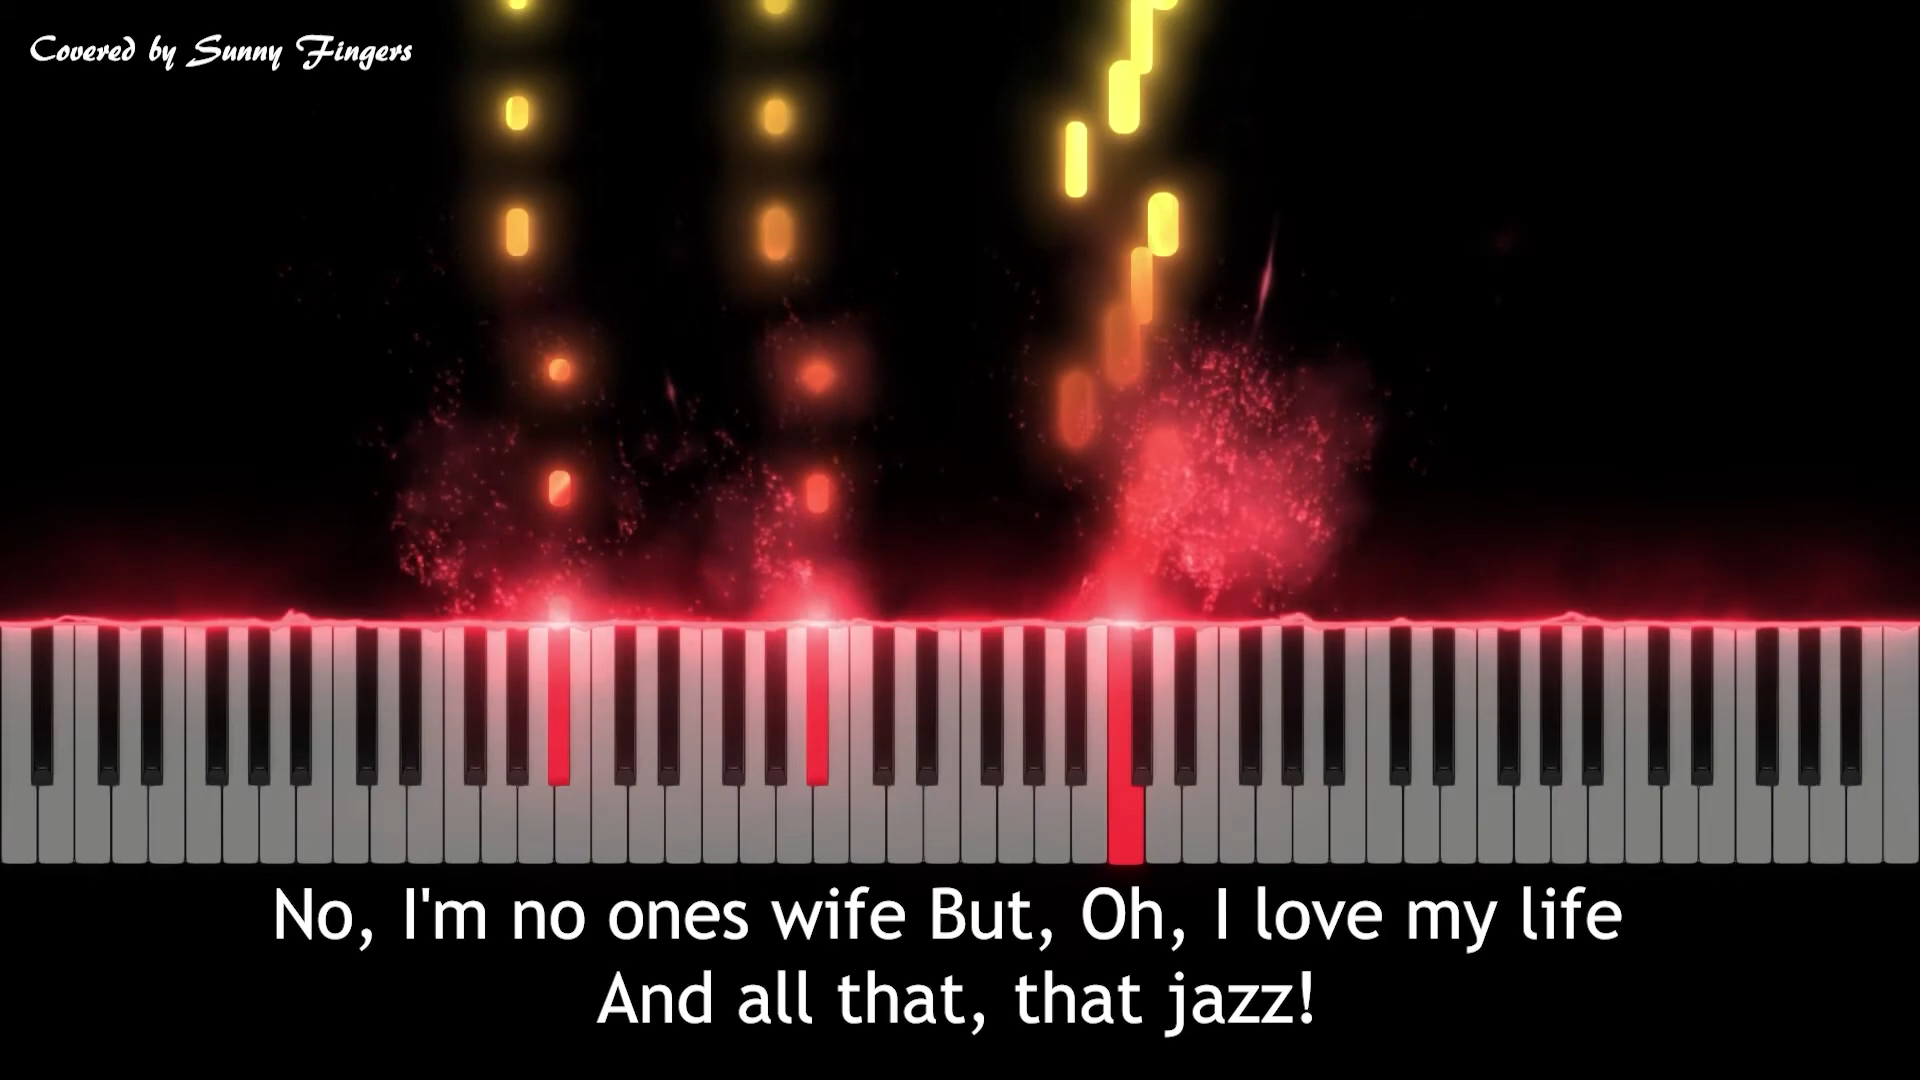 Covered by Sunny Fingers
No, I'm no ones wife But, Oh, I love my life
And all that, that jazz!